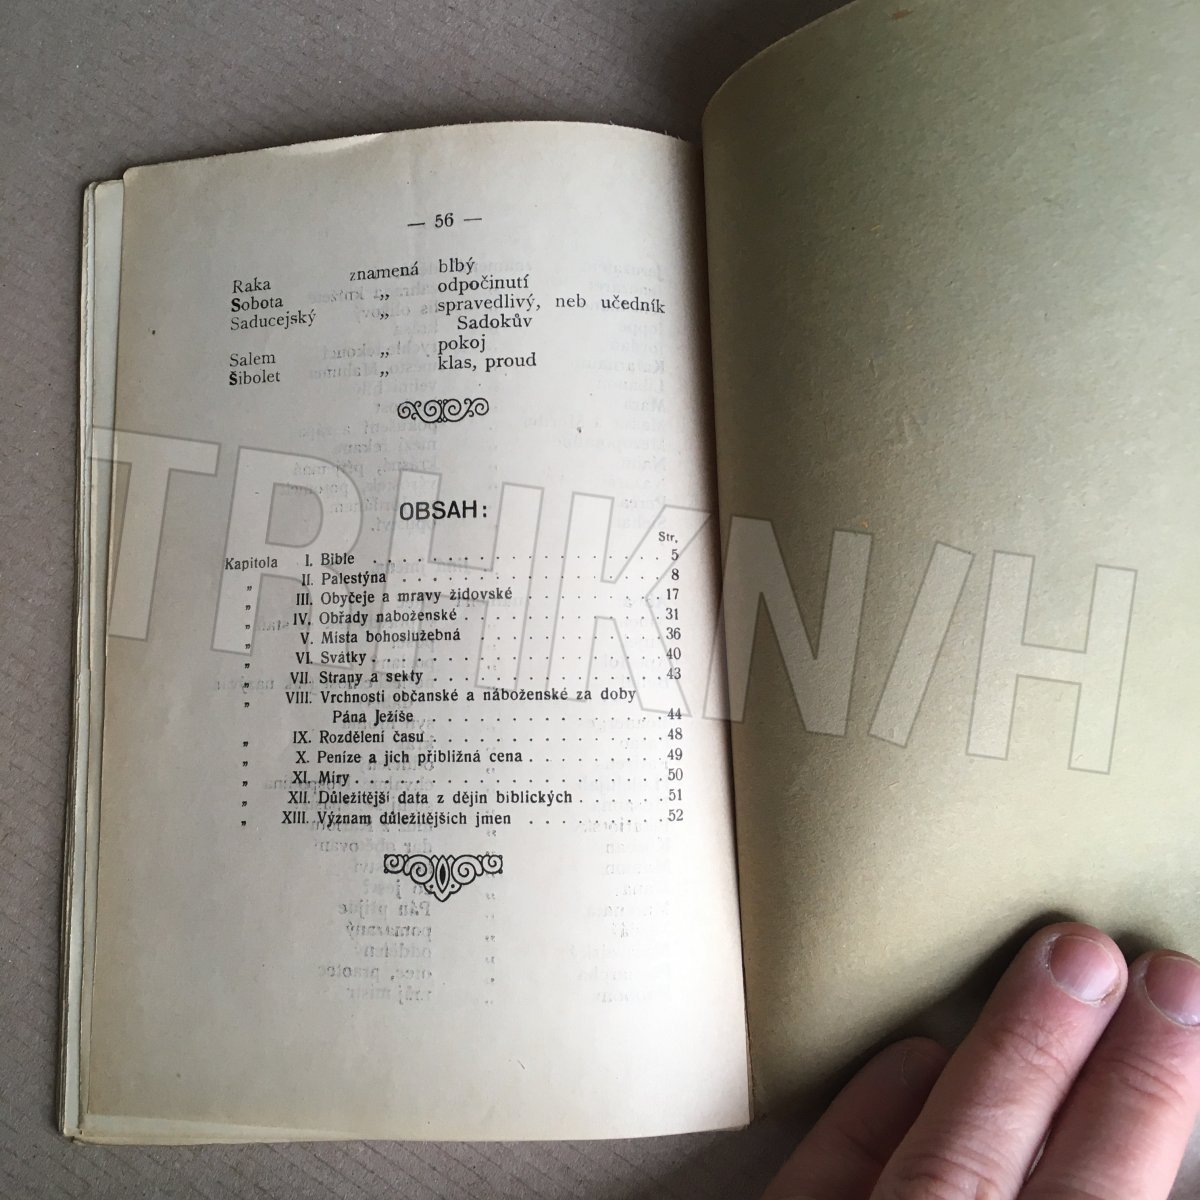 — 56 —
Raka znamená blbý
Sobota „ odpočinutí
Saducejský „ spravedlivý, neb učedník
Sadokův
Salem „ pokoj
Šibolet „ klas, proud
OBSAH:
Str,
Kapitola I. Bible . . . . . . . . . . . . . . . . 5
„ II. Palestýna . . . . . . . . . . . . . . . 8
„ III. Obyčeje a mravy židovské . . . . . . . . 17
„ IV. Obřady naboženské . . . . . . . . . . . 31
„ V. Místa bohoslužebná . . . . . . . . . . . 36
„ VI. Svátky . . . . . . . . . . . . . . . . 40
„ VII. Strany a sekty . . . . . . . . . . . . . 43
„ VIII. Vrchnosti občanské a náboženské za doby
Pána Ježíše . . . . . . . . . . . . . 44
„ IX. Rozdělení času . . . . . . . . . . . . . 48
„ X. Peníze a jich přibližná cena . . . . . . . . 49
„ XI. Míry . . . . . . . . . . . . . . . . . 50
„ XII. Důležitější data z dějin biblických . . . . . . 51
„ XIII. Význam důležitějších jmen . . . . . . . . 52
TRHKN/H